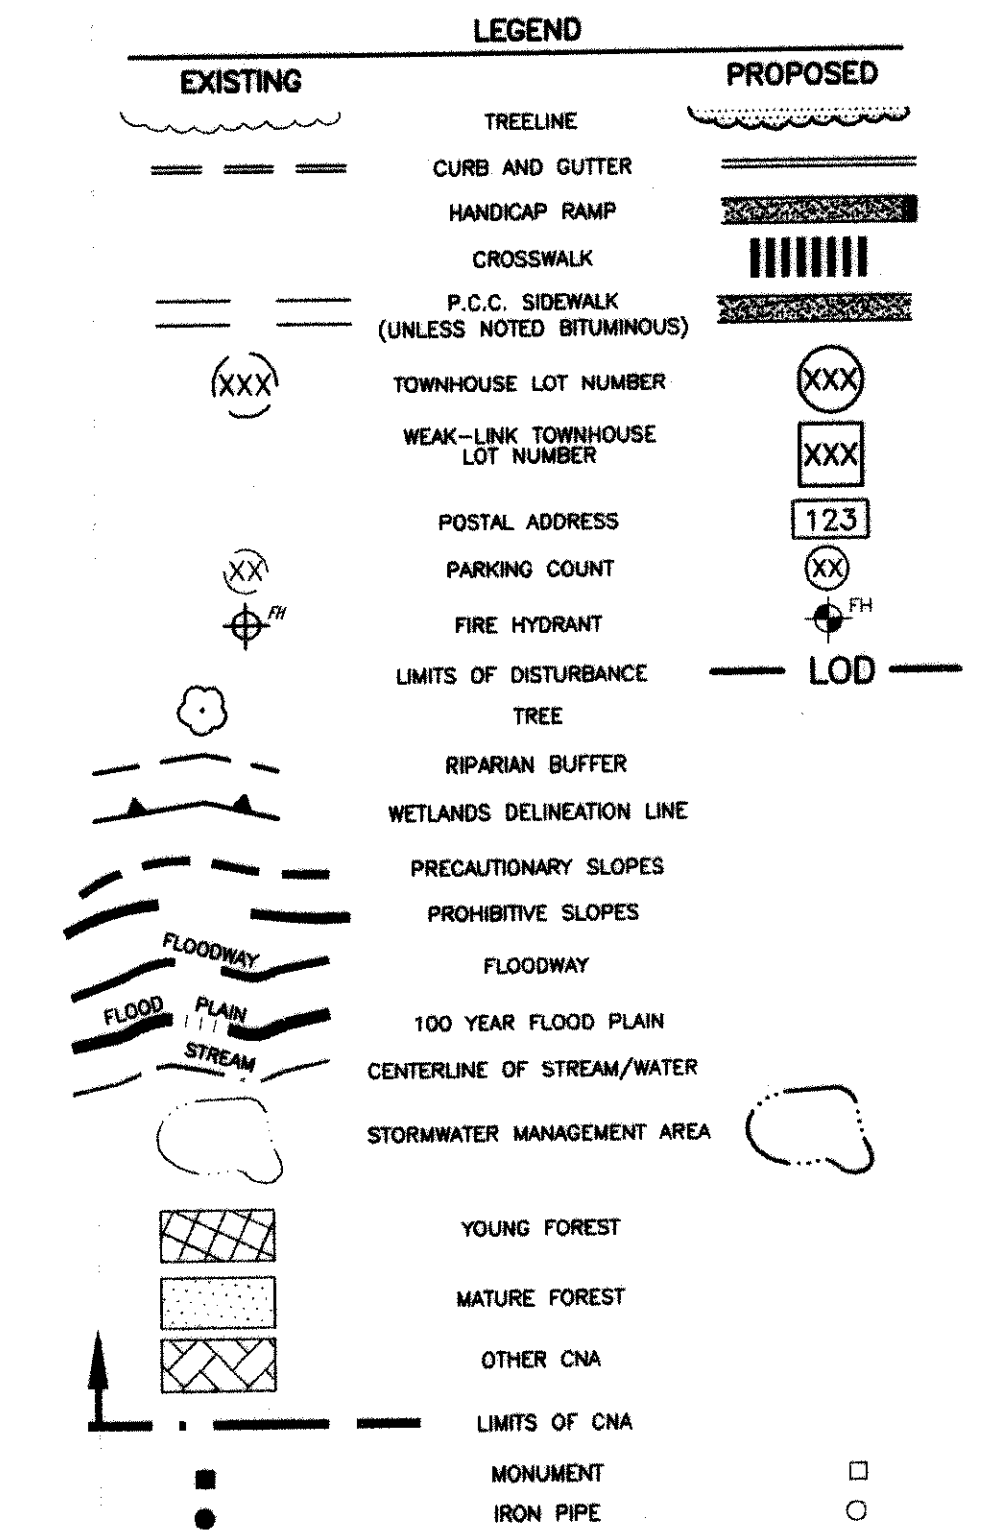 LEGEND
EXISTING
PROPOSED
TREELINE
CURB AND GUTTER
HANDICAP RAMP
CROSSWALK
P.C.C. SIDEWALK
(UNLESS NOTED BITUMINOUS)
XXX TOWNHOUSE LOT NUMBER XXX
WEAK-LINK TOWNHOUSE
LOT NUMBER XXX
POSTAL ADDRESS 123
XX PARKING COUNT XX
FH FIRE HYDRANT FH
LIMITS OF DISTURBANCE LOD
TREE
RIPARIAN BUFFER
WETLANDS DELINEATION LINE
PRECAUTIONARY SLOPES
PROHIBITIVE SLOPES
FLOODWAY FLOODWAY
FLOOD PLAIN 100 YEAR FLOOD PLAIN
STREAM CENTERLINE OF STREAM/WATER
STORMWATER MANAGEMENT AREA
YOUNG FOREST
MATURE FOREST
OTHER CNA
LIMITS OF CNA
MONUMENT
IRON PIPE